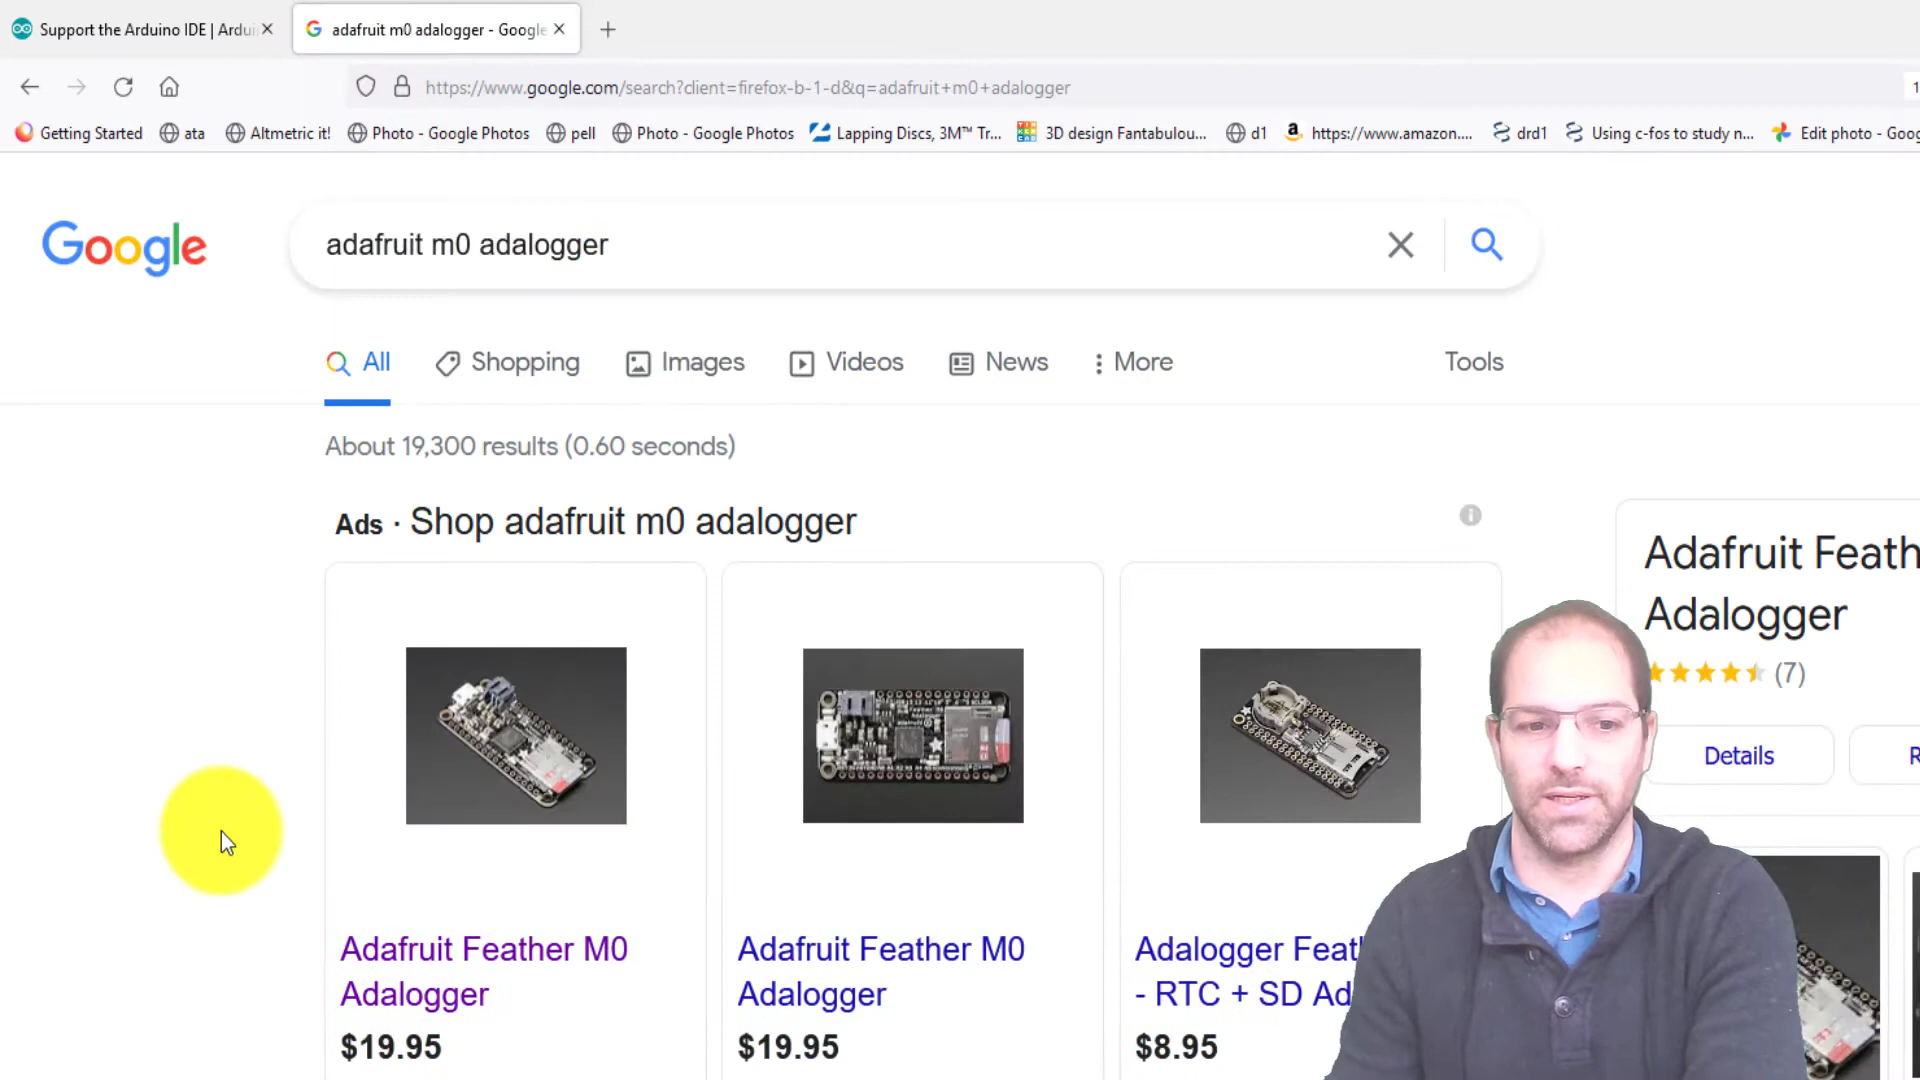 Support the Arduino IDE | Ardui
adafruit m0 adalogger - Google
https://www.google.com/search?client=firefox-b-1-d&q=adafruit+m0+adalogger
Getting Started
ata
Altmetric it!
Photo - Google Photos
pell
Photo - Google Photos
Lapping Discs, 3M™ Tr...
3D design Fantabulou...
d1
https://www.amazon....
drd1
Using c-fos to study n...
Edit photo - Goog
Google
adafruit m0 adalogger
All
Shopping
Images
Videos
News
More
Tools
About 19,300 results (0.60 seconds)
Ads · Shop adafruit m0 adalogger
Adafruit Feather M0
Adalogger
$19.95
Adafruit Feather M0
Adalogger
$19.95
Adalogger Feat
- RTC + SD Ad
$8.95
Adafruit Feath
Adalogger
(7)
Details